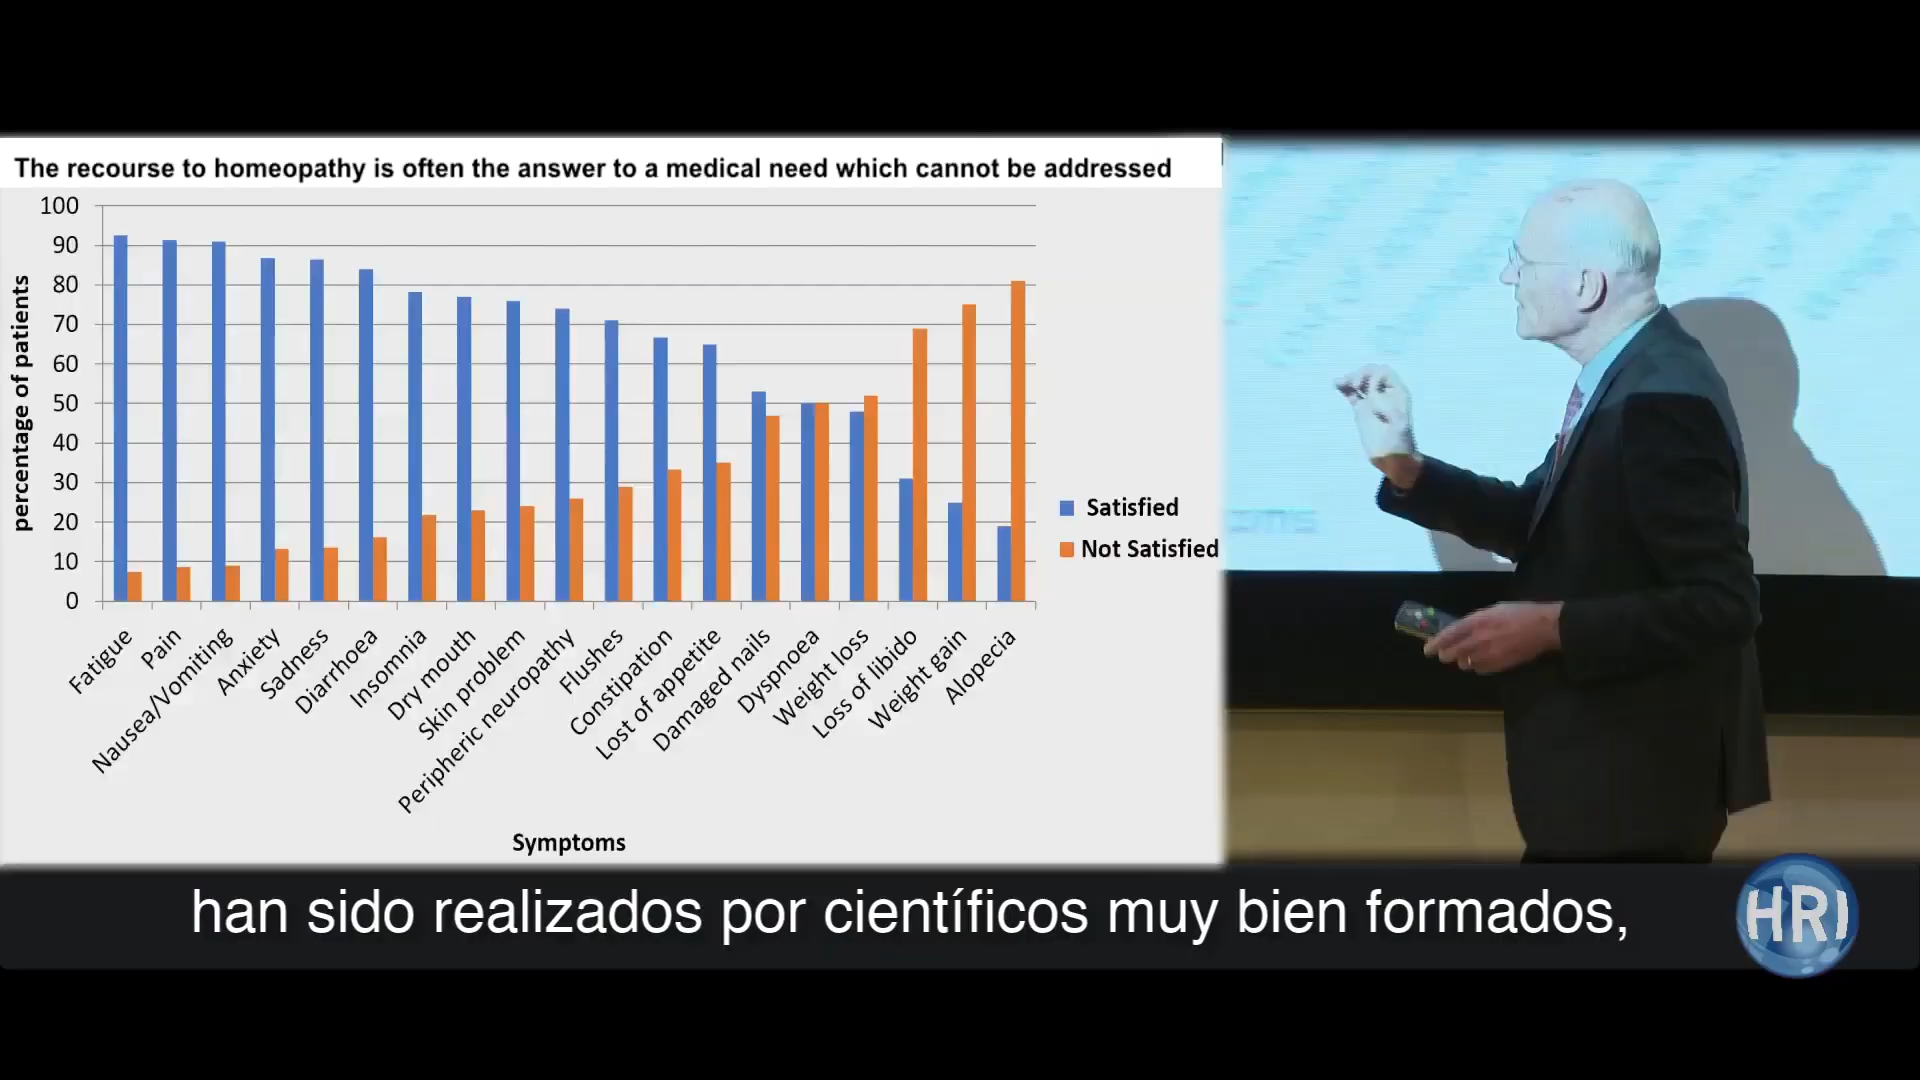 The recourse to homeopathy is often the answer to a medical need which cannot be addressed
100
90
80
70
60
50
40
30
20
10
0
percentage of patients
Fatigue
Pain
Nausea/Vomiting
Anxiety
Sadness
Diarrhoea
Insomnia
Dry mouth
Skin problem
Peripheric neuropathy
Flushes
Constipation
Lost of appetite
Damaged nails
Dyspnoea
Weight loss
Loss of libido
Weight gain
Alopecia
Symptoms
Satisfied
Not Satisfied
han sido realizados por científicos muy bien formados,
HRI